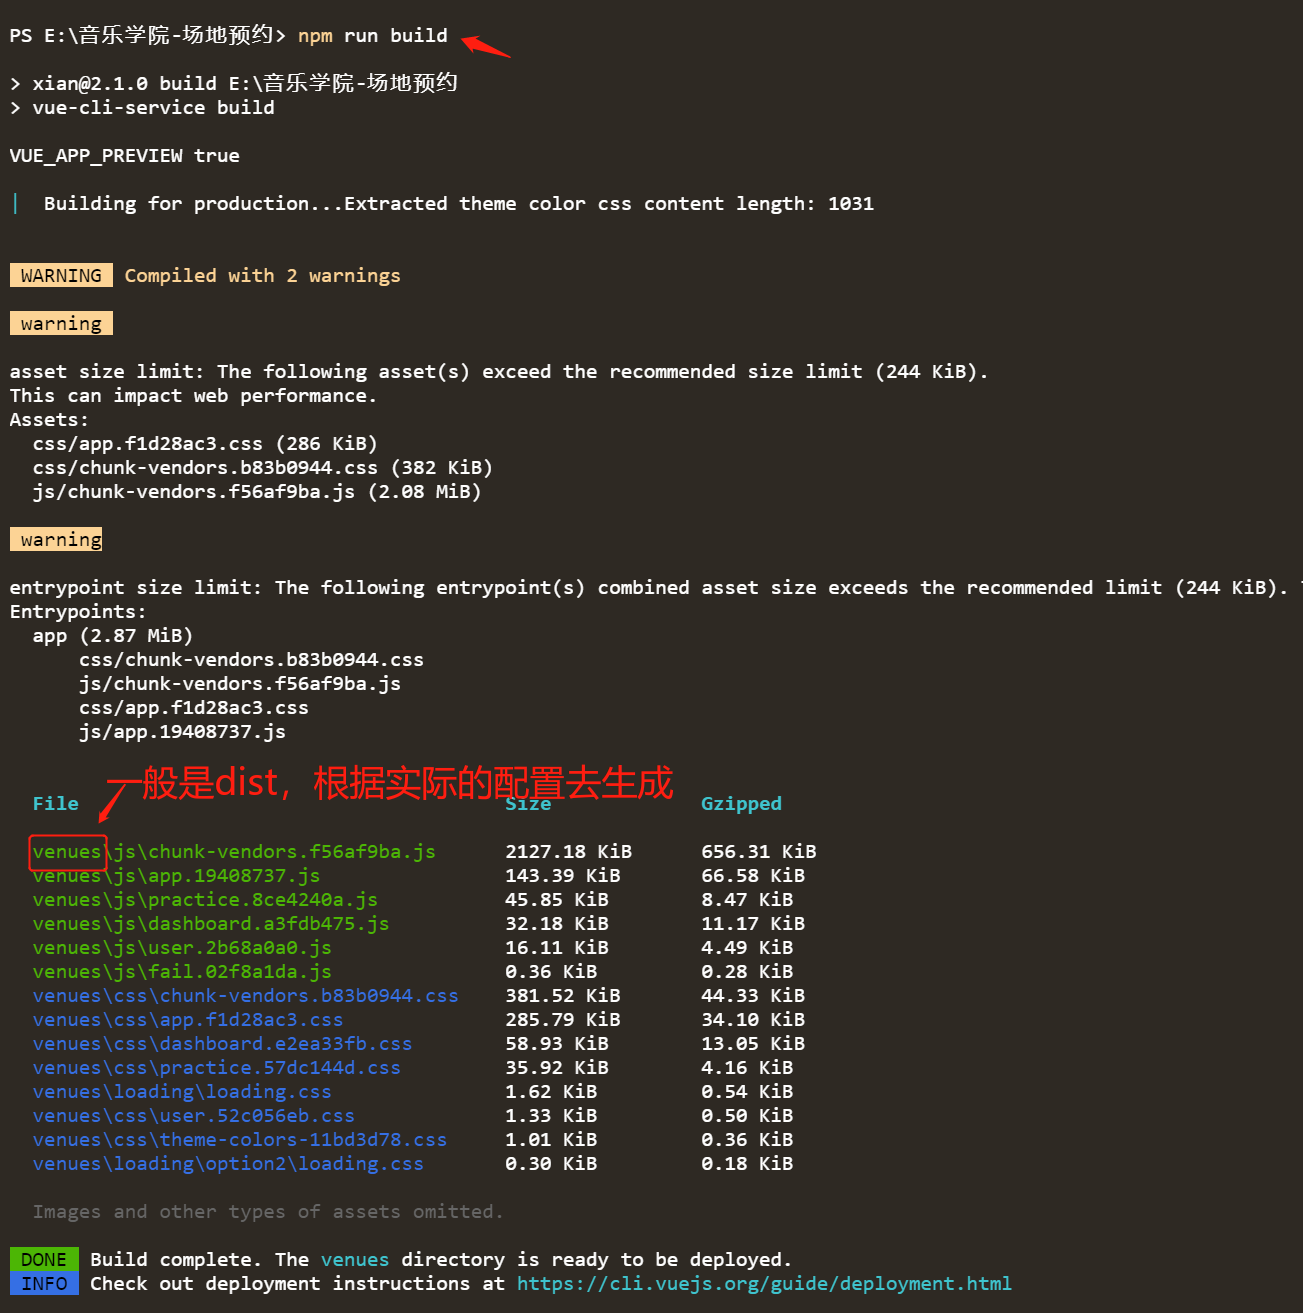 PS E:\音乐学院-场地预约> npm run build
> xian@2.1.0 build E:\音乐学院-场地预约
> vue-cli-service build
VUE_APP_PREVIEW true
| Building for production...Extracted theme color css content length: 1031
WARNING Compiled with 2 warnings
warning
asset size limit: The following asset(s) exceed the recommended size limit (244 KiB).
This can impact web performance.
Assets:
css/app.f1d28ac3.css (286 KiB)
css/chunk-vendors.b83b0944.css (382 KiB)
js/chunk-vendors.f56af9ba.js (2.08 MiB)
warning
entrypoint size limit: The following entrypoint(s) combined asset size exceeds the recommended limit (244 KiB).
Entrypoints:
app (2.87 MiB)
css/chunk-vendors.b83b0944.css
js/chunk-vendors.f56af9ba.js
css/app.f1d28ac3.css
js/app.19408737.js
一般是dist，根据实际的配置去生成
File Size Gzipped
venues\js\chunk-vendors.f56af9ba.js 2127.18 KiB 656.31 KiB
venues\js\app.19408737.js 143.39 KiB 66.58 KiB
venues\js\practice.8ce4240a.js 45.85 KiB 8.47 KiB
venues\js\dashboard.a3fdb475.js 32.18 KiB 11.17 KiB
venues\js\user.2b68a0a0.js 16.11 KiB 4.49 KiB
venues\js\fail.02f8a1da.js 0.36 KiB 0.28 KiB
venues\css\chunk-vendors.b83b0944.css 381.52 KiB 44.33 KiB
venues\css\app.f1d28ac3.css 285.79 KiB 34.10 KiB
venues\css\dashboard.e2ea33fb.css 58.93 KiB 13.05 KiB
venues\css\practice.57dc144d.css 35.92 KiB 4.16 KiB
venues\loading\loading.css 1.62 KiB 0.54 KiB
venues\css\user.52c056eb.css 1.33 KiB 0.50 KiB
venues\css\theme-colors-11bd3d78.css 1.01 KiB 0.36 KiB
venues\loading\option2\loading.css 0.30 KiB 0.18 KiB
Images and other types of assets omitted.
DONE Build complete. The venues directory is ready to be deployed.
INFO Check out deployment instructions at https://cli.vuejs.org/guide/deployment.html